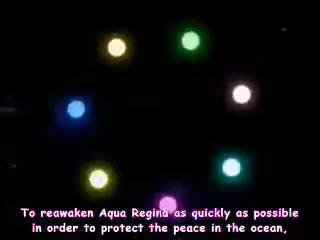 To reawaken Aqua Regina as quickly as possible
in order to protect the peace in the ocean,